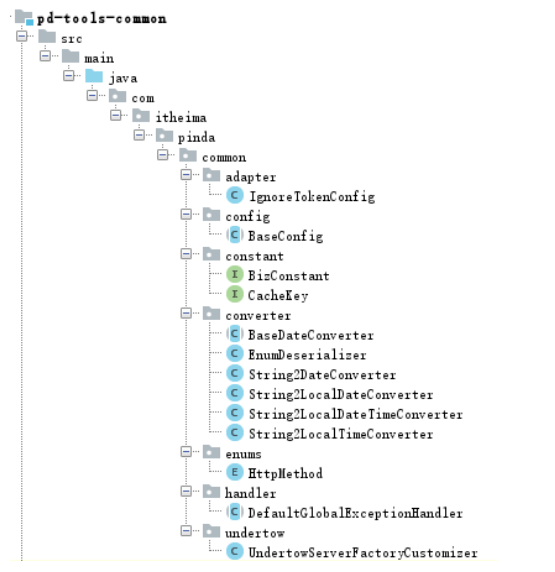 pd-tools-common
src
main
java
com
itheima
pinda
common
adapter
C IgnoreTokenConfig
config
C BaseConfig
constant
I BizConstant
I CacheKey
converter
C BaseDateConverter
C EnumDeserializer
C String2DateConverter
C String2LocalDateConverter
C String2LocalDateTimeConverter
C String2LocalTimeConverter
enums
E HttpMethod
handler
C DefaultGlobalExceptionHandler
undertow
C UndertowServerFactoryCustomizer